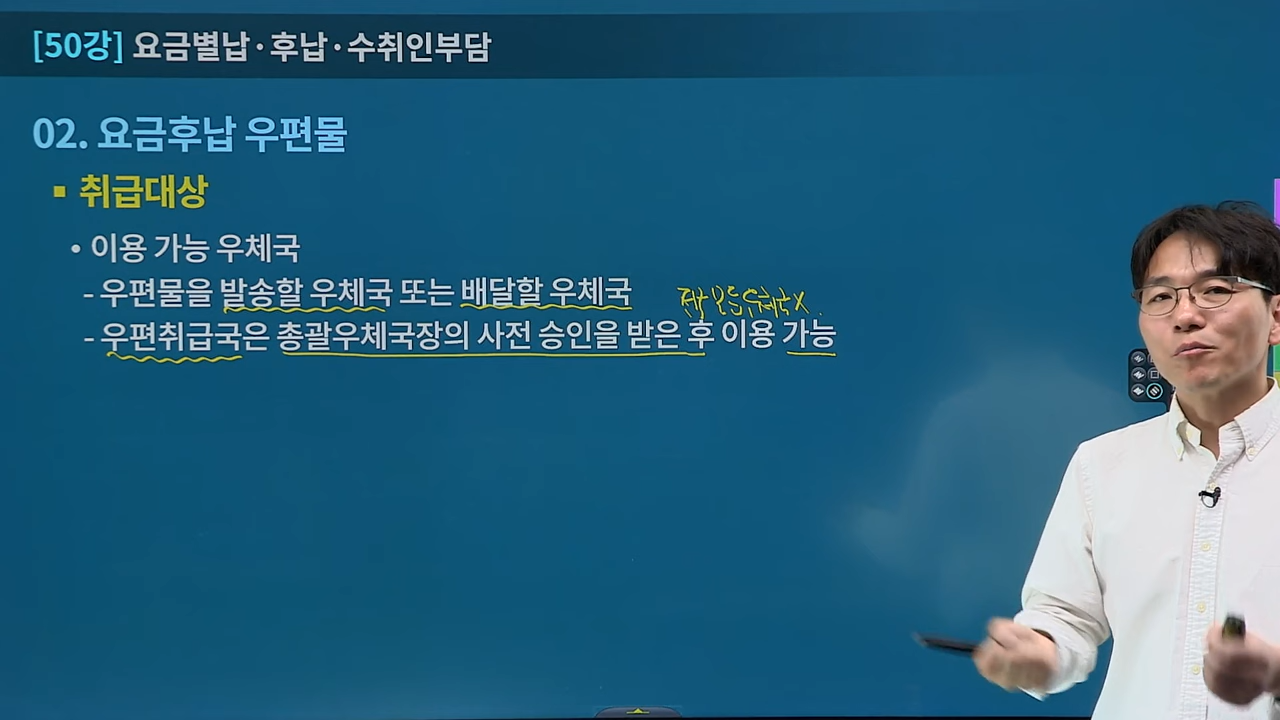 [50강] 요금별납·후납·수취인부담
02. 요금후납 우편물
▪ 취급대상
• 이용 가능 우체국
- 우편물을 발송할 우체국 또는 배달할 우체국
우체국X
- 우편취급국은 총괄우체국장의 사전 승인을 받은 후 이용 가능